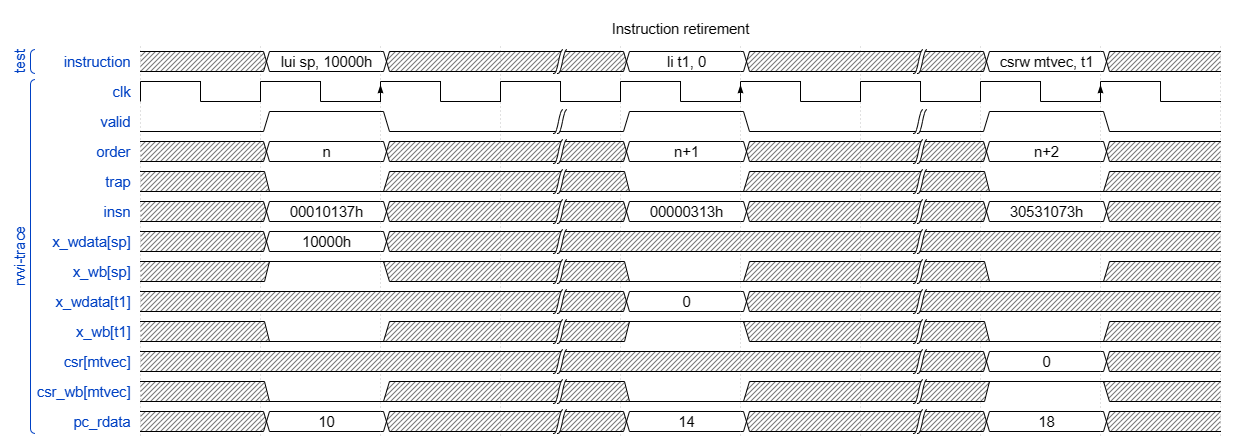 Instruction retirement
test
instruction lui sp, 10000h li t1, 0 csrw mtvec, t1
rvvi-trace
clk
valid
order n n+1 n+2
trap
insn 00010137h 00000313h 30531073h
x_wdata[sp] 10000h
x_wb[sp]
x_wdata[t1] 0
x_wb[t1]
csr[mtvec] 0
csr_wb[mtvec]
pc_rdata 10 14 18